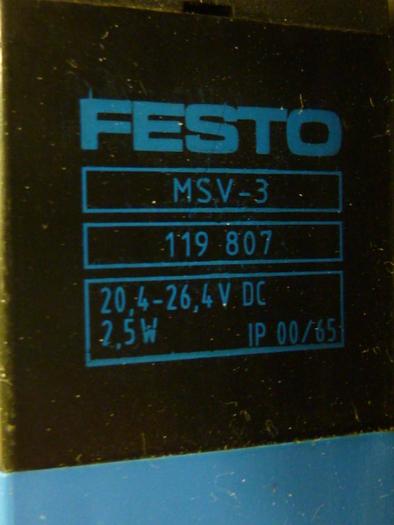 FESTO
MSV-3
119 807
20,4-26,4V DC
2,5W IP 00/65